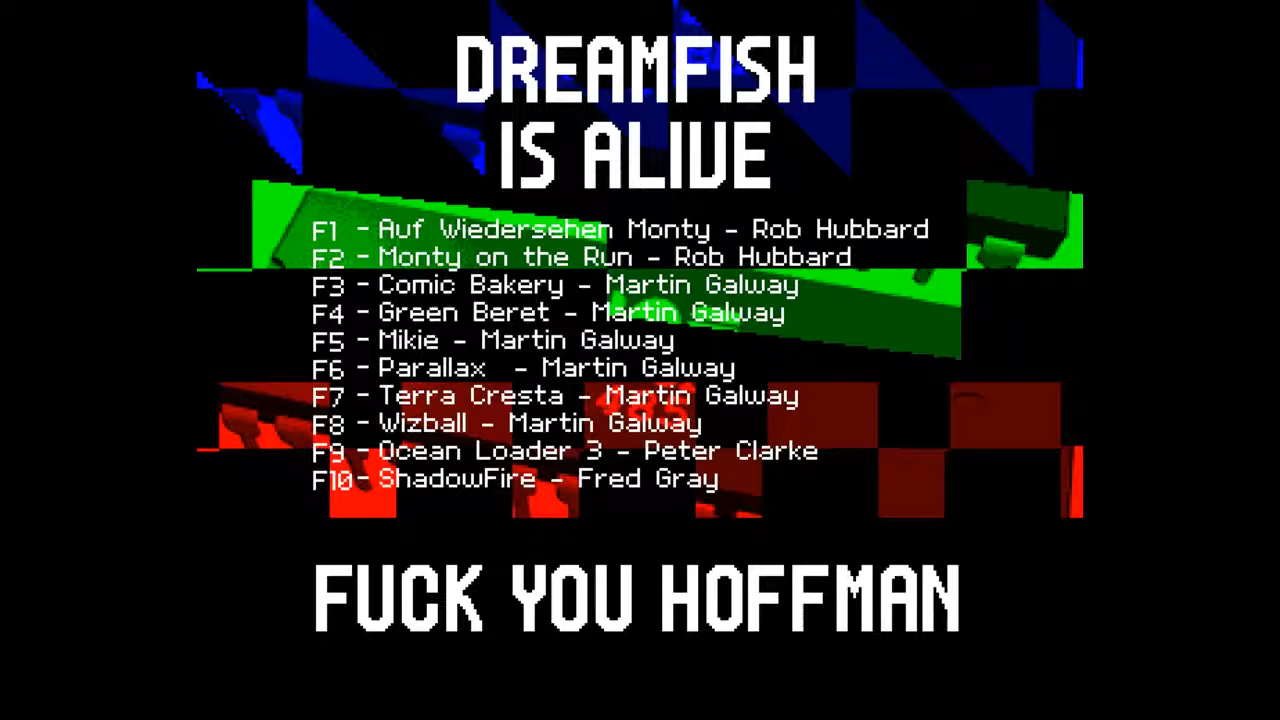 DREAMFISH
IS ALIVE
F1 - Auf Wiedersehen Monty - Rob Hubbard
F2 - Monty on the Run - Rob Hubbard
F3 - Comic Bakery - Martin Galway
F4 - Green Beret - Martin Galway
F5 - Mikie - Martin Galway
F6 - Parallax - Martin Galway
F7 - Terra Cresta - Martin Galway
F8 - Wizball - Martin Galway
F9 - Ocean Loader 3 - Peter Clarke
F10 - ShadowFire - Fred Gray
FUCK YOU HOFFMAN